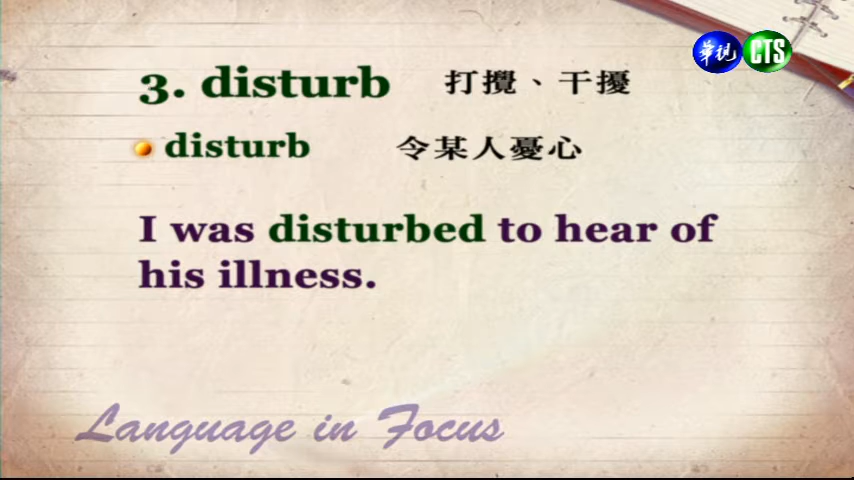 華視 CTS
3. disturb 打攪、干擾
disturb 令某人憂心
I was disturbed to hear of
his illness.
Language in Focus